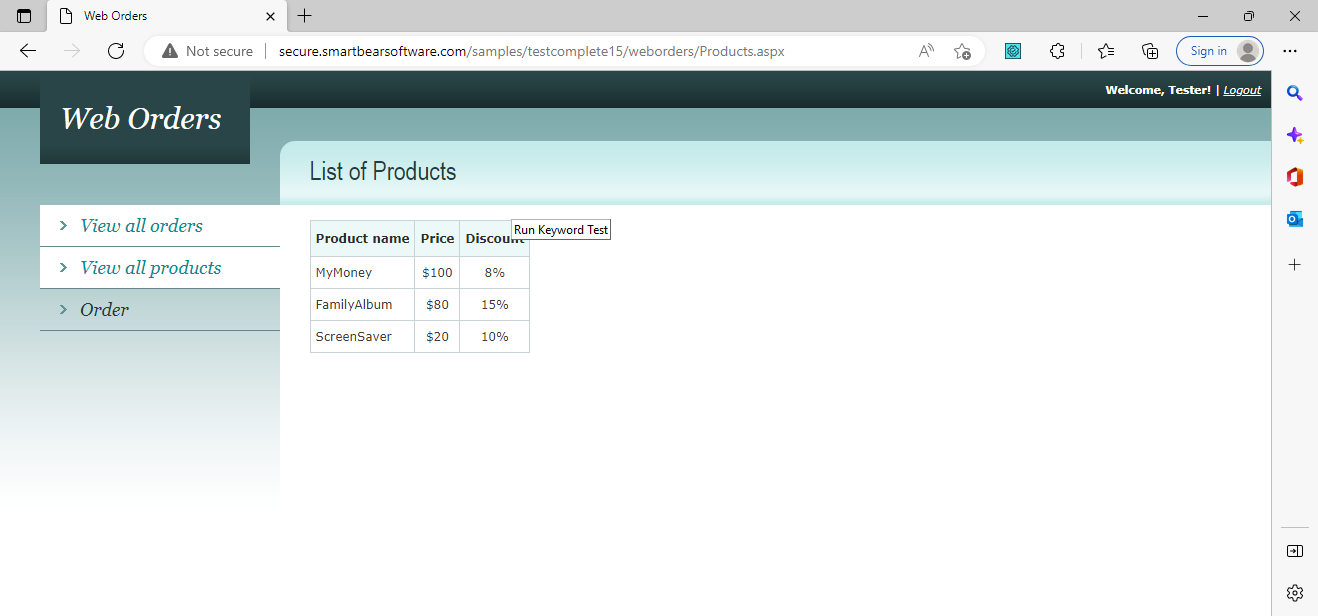 Web Orders
Not secure
secure.smartbearsoftware.com/samples/testcomplete15/weborders/Products.aspx
Sign in
Welcome, Tester! | Logout
Web Orders
List of Products
View all orders
View all products
Order
Run Keyword Test
Product name Price Discount
MyMoney $100 8%
FamilyAlbum $80 15%
ScreenSaver $20 10%